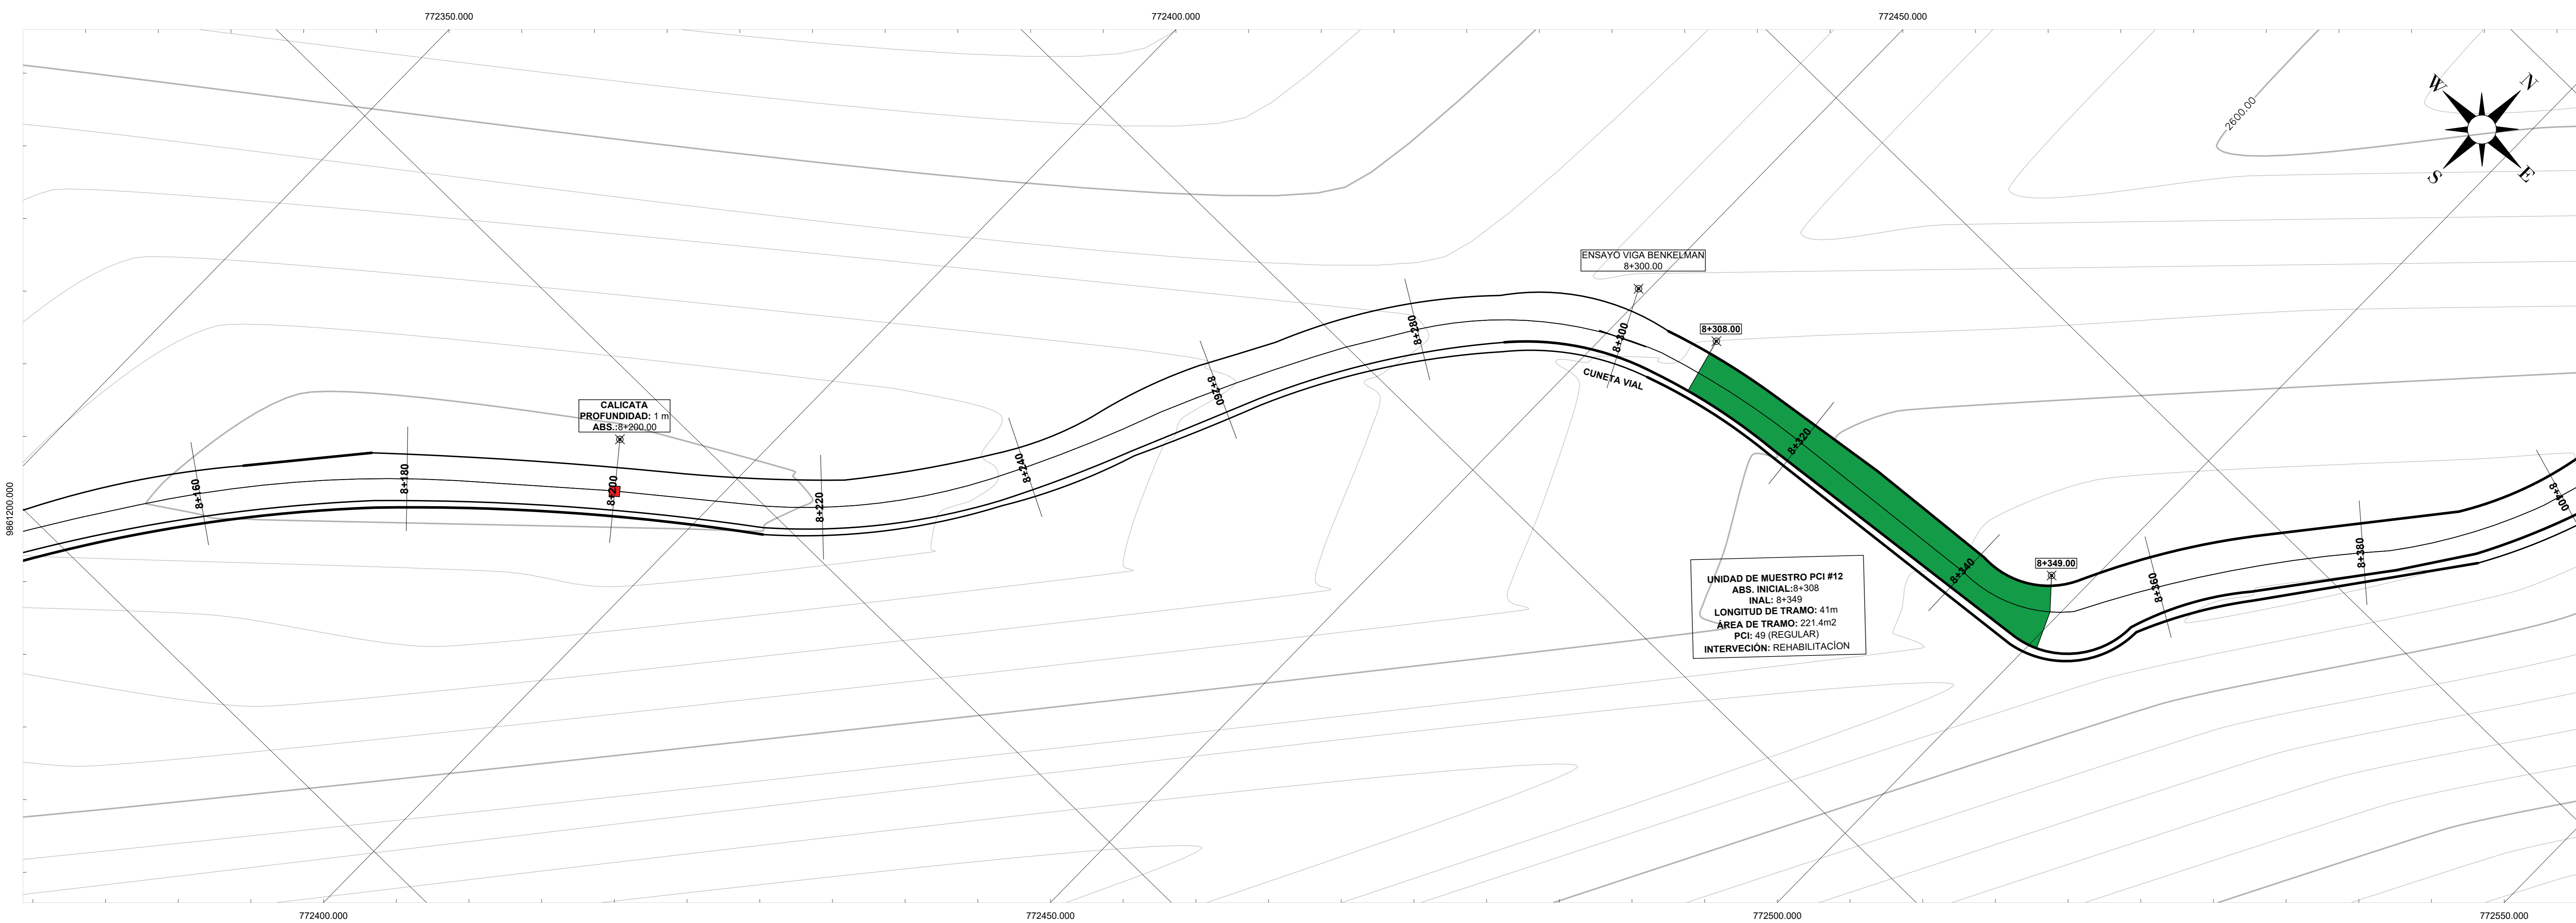 772350.000
772400.000
772450.000
W
N
S
E
2600.00
ENSAYO VIGA BENKELMAN
8+300.00
8+308.00
CUNETA VIAL
CALICATA
PROFUNDIDAD: 1 m
ABS.:8+200.00
8+160
8+180
8+200
8+220
8+240
8+260
8+280
8+300
8+320
8+340
8+349.00
8+360
8+380
8+400
UNIDAD DE MUESTRO PCI #12
ABS. INICIAL:8+308
INAL: 8+349
LONGITUD DE TRAMO: 41m
ÁREA DE TRAMO: 221.4m2
PCI: 49 (REGULAR)
INTERVECIÓN: REHABILITACÍON
9861200.000
772400.000
772450.000
772500.000
772550.000